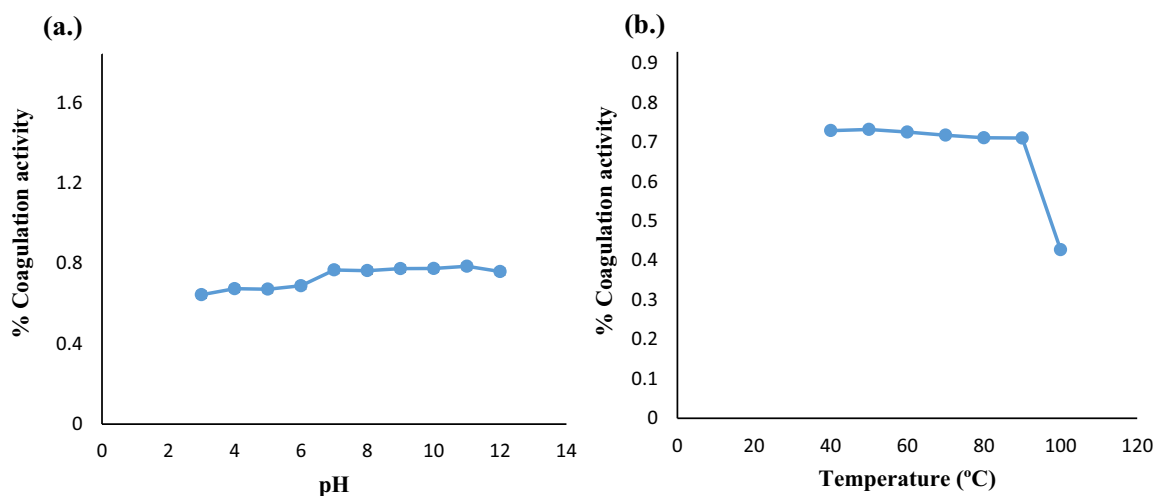 (a.)
% Coagulation activity
1.6
1.2
0.8
0.4
0
0 2 4 6 8 10 12 14
pH
(b.)
% Coagulation activity
0.9
0.8
0.7
0.6
0.5
0.4
0.3
0.2
0.1
0
0 20 40 60 80 100 120
Temperature (ºC)